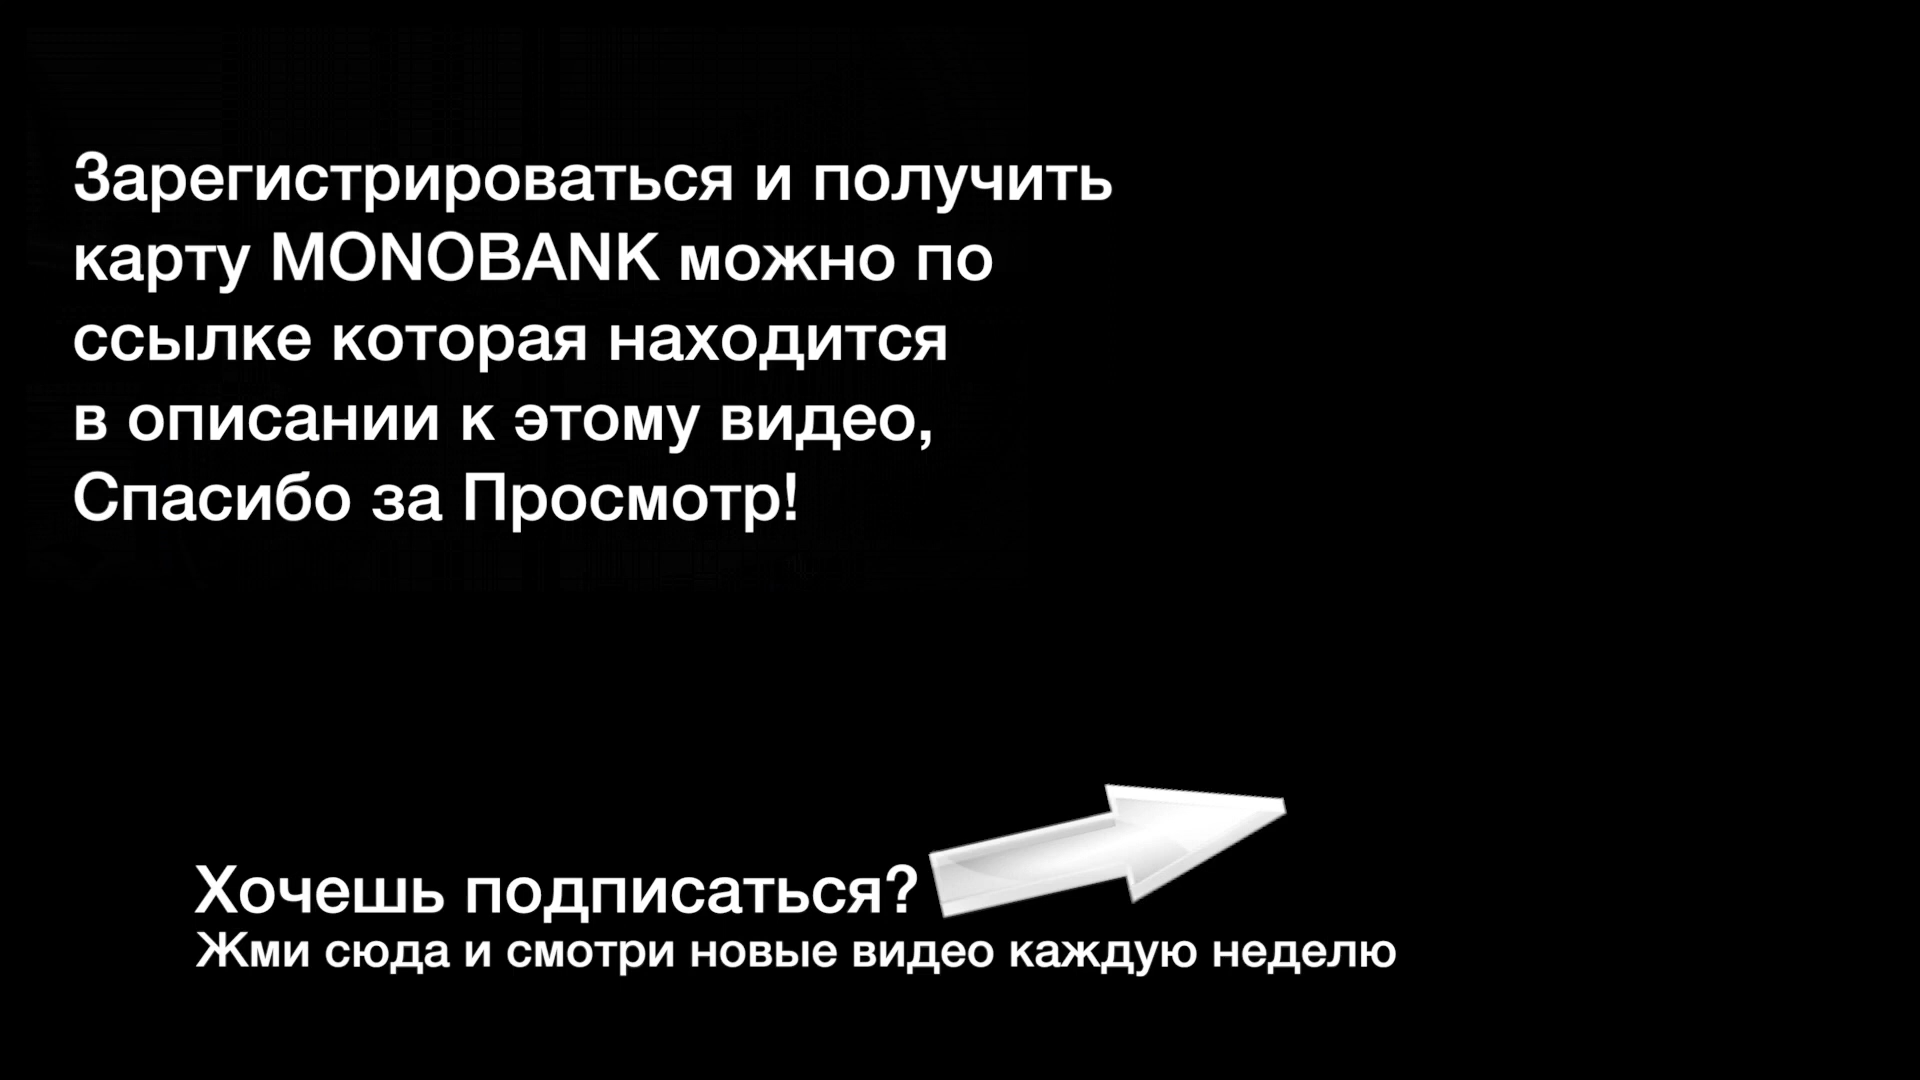 Зарегистрироваться и получить
карту MONOBANK можно по
ссылке которая находится
в описании к этому видео,
Спасибо за Просмотр!
Хочешь подписаться?
Жми сюда и смотри новые видео каждую неделю